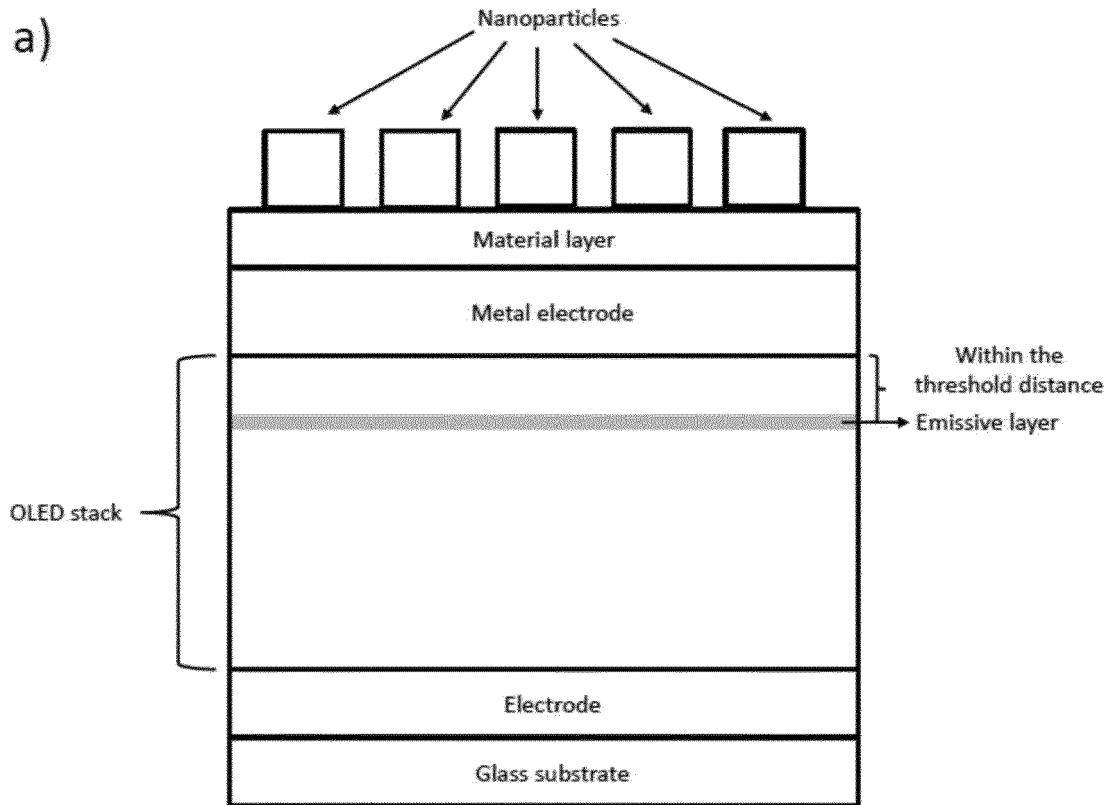 a)
Nanoparticles
Material layer
Metal electrode
Within the
threshold distance
Emissive layer
OLED stack
Electrode
Glass substrate